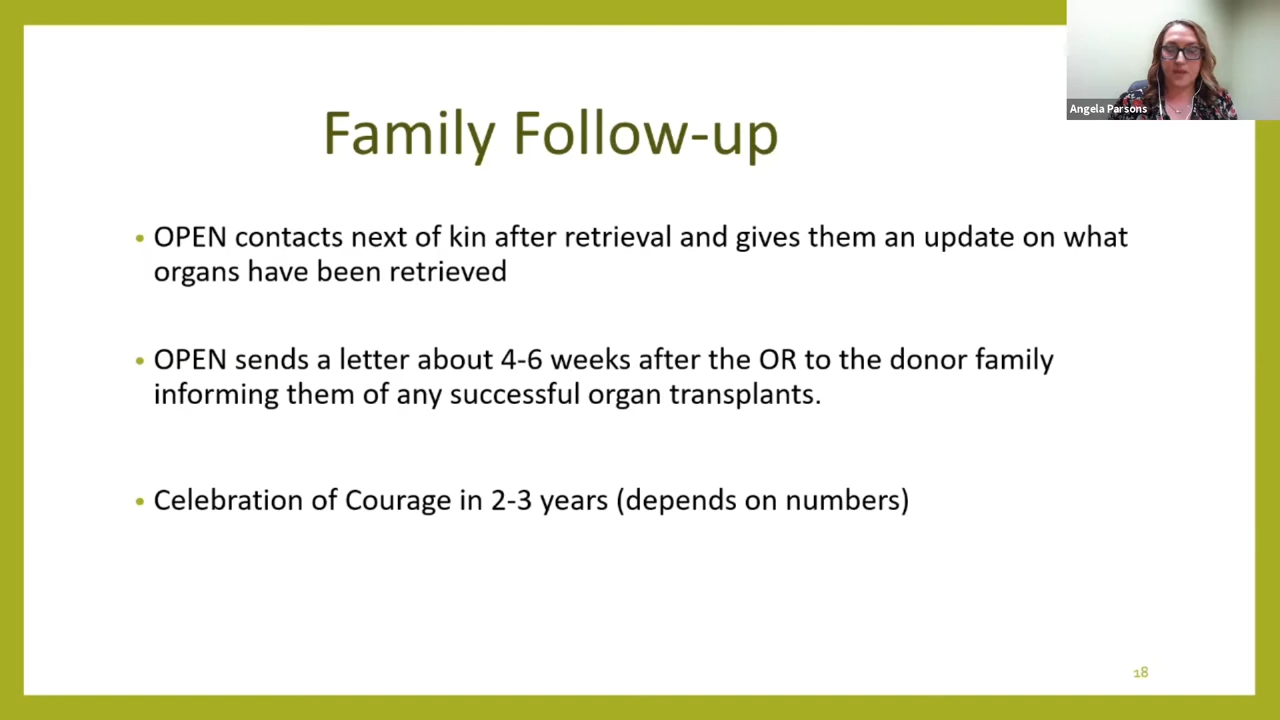 Angela Parsons
Family Follow-up
• OPEN contacts next of kin after retrieval and gives them an update on what
organs have been retrieved
• OPEN sends a letter about 4-6 weeks after the OR to the donor family
informing them of any successful organ transplants.
• Celebration of Courage in 2-3 years (depends on numbers)
18